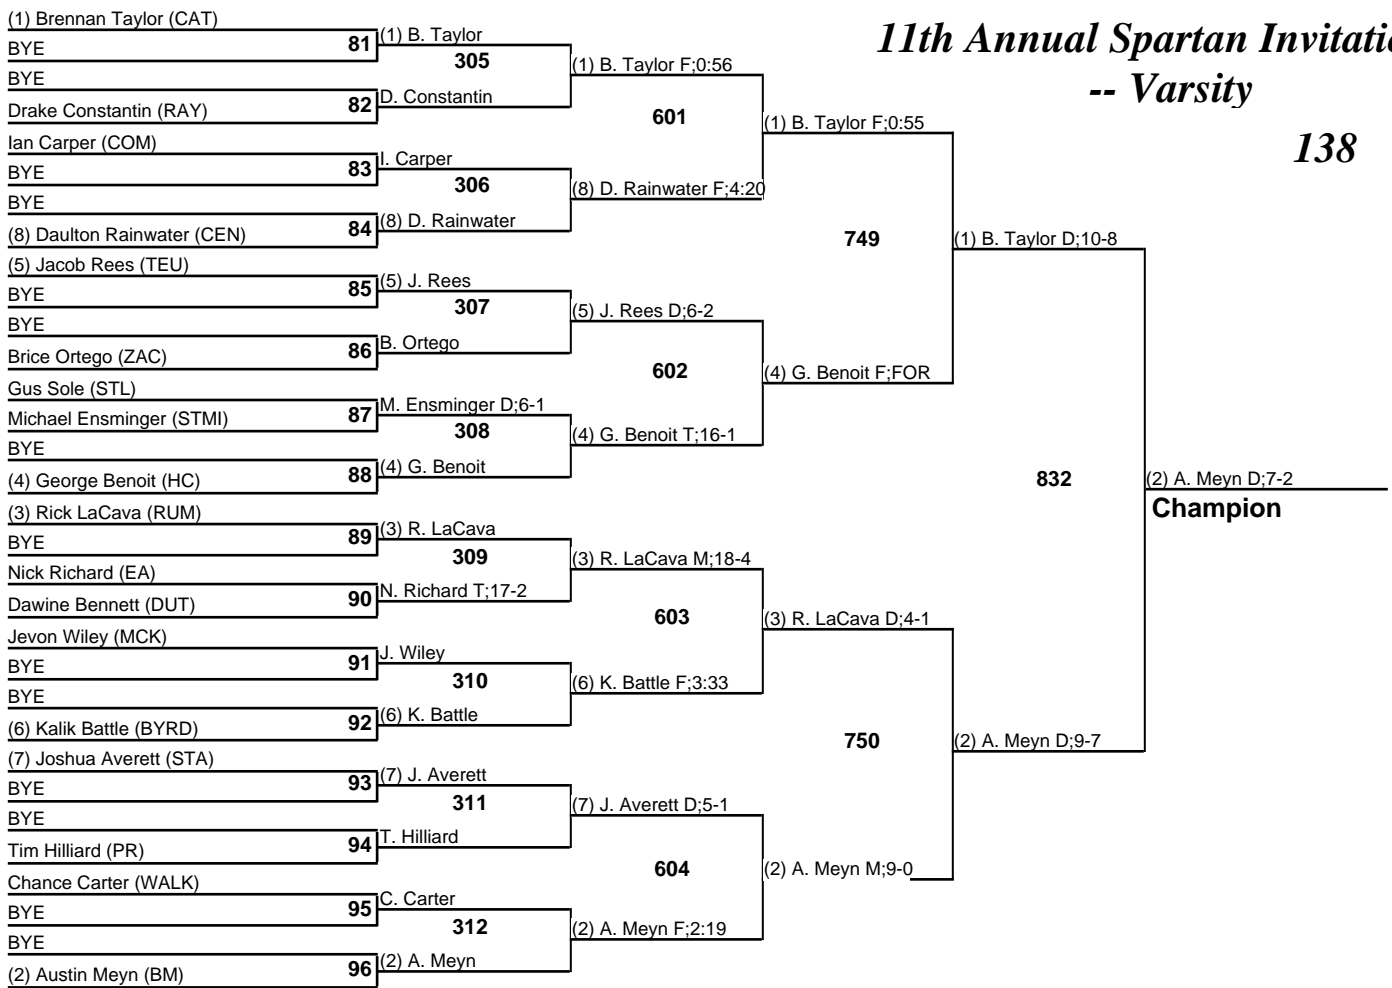 11th Annual Spartan Invitatio
-- Varsity
138
(1) Brennan Taylor (CAT)
BYE
81
BYE
Drake Constantin (RAY)
82
Ian Carper (COM)
BYE
83
BYE
(8) Daulton Rainwater (CEN)
84
(5) Jacob Rees (TEU)
BYE
85
BYE
Brice Ortego (ZAC)
86
Gus Sole (STL)
Michael Ensminger (STMI)
87
BYE
(4) George Benoit (HC)
88
(3) Rick LaCava (RUM)
BYE
89
Nick Richard (EA)
Dawine Bennett (DUT)
90
Jevon Wiley (MCK)
BYE
91
BYE
(6) Kalik Battle (BYRD)
92
(7) Joshua Averett (STA)
BYE
93
BYE
Tim Hilliard (PR)
94
Chance Carter (WALK)
BYE
95
BYE
(2) Austin Meyn (BM)
96
(1) B. Taylor
305
D. Constantin
I. Carper
306
(8) D. Rainwater
(5) J. Rees
307
B. Ortego
M. Ensminger D;6-1
308
(4) G. Benoit
(3) R. LaCava
309
N. Richard T;17-2
J. Wiley
310
(6) K. Battle
(7) J. Averett
311
T. Hilliard
C. Carter
312
(2) A. Meyn
(1) B. Taylor F;0:56
601
(8) D. Rainwater F;4:20
(5) J. Rees D;6-2
602
(4) G. Benoit T;16-1
(3) R. LaCava M;18-4
603
(6) K. Battle F;3:33
(7) J. Averett D;5-1
604
(2) A. Meyn F;2:19
(1) B. Taylor F;0:55
749
(4) G. Benoit F;FOR
(3) R. LaCava D;4-1
750
(2) A. Meyn M;9-0
(1) B. Taylor D;10-8
832
(2) A. Meyn D;9-7
(2) A. Meyn D;7-2
Champion